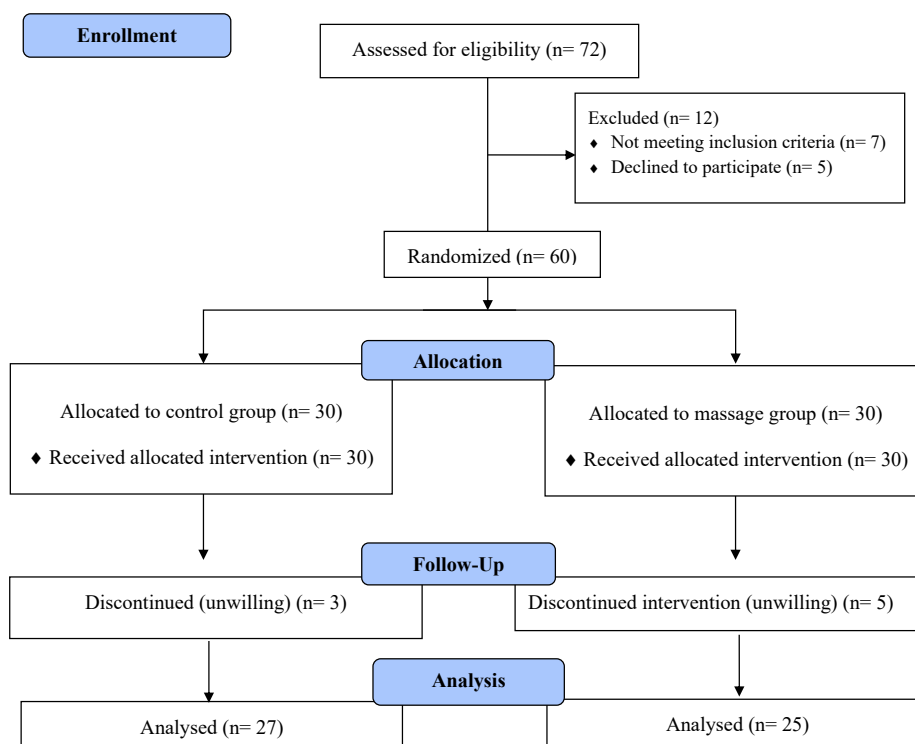 Enrollment
Assessed for eligibility (n= 72)
Excluded (n= 12)
♦ Not meeting inclusion criteria (n= 7)
♦ Declined to participate (n= 5)
Randomized (n= 60)
Allocation
Allocated to control group (n= 30)
♦ Received allocated intervention (n= 30)
Allocated to massage group (n= 30)
♦ Received allocated intervention (n= 30)
Follow-Up
Discontinued (unwilling) (n= 3)
Discontinued intervention (unwilling) (n= 5)
Analysis
Analysed (n= 27)
Analysed (n= 25)